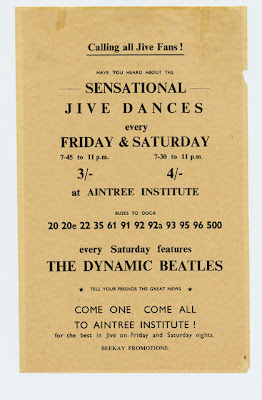 Calling all Jive Fans !
HAVE YOU HEARD ABOUT THE
SENSATIONAL
JIVE DANCES
every
FRIDAY & SATURDAY
7-45 to 11 p.m. 7-30 to 11 p.m.
3/- 4/-
at AINTREE INSTITUTE
BUSES TO DOOR
20 20e 22 35 61 91 92 92a 93 95 96 500
every Saturday features
THE DYNAMIC BEATLES
★ TELL YOUR FRIENDS THE GREAT NEWS ★
COME ONE COME ALL
TO AINTREE INSTITUTE !
for the best in Jive on Friday and Saturday nights.
BEEKAY PROMOTIONS.